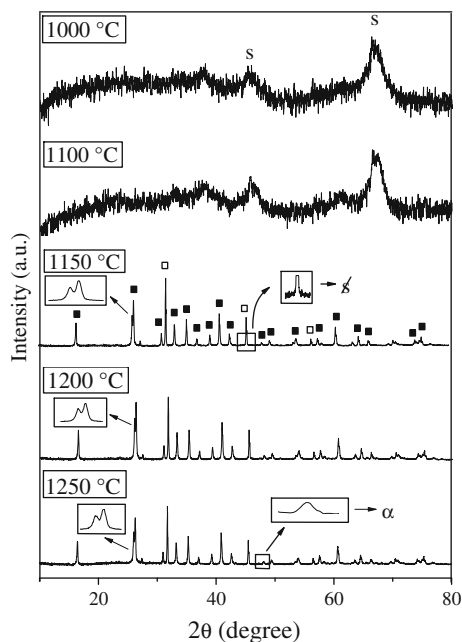 1000 °C
S
S
1100 °C
1150 °C
s
1200 °C
1250 °C
α
Intensity (a.u.)
20
40
60
80
2θ (degree)